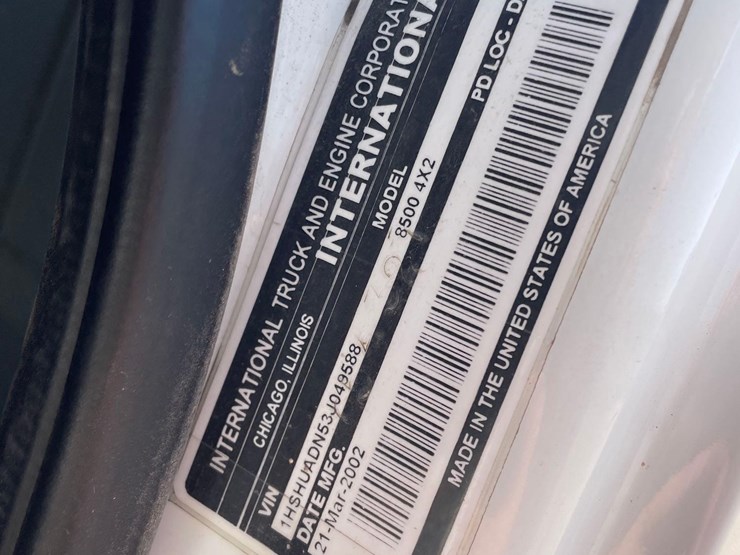 INTERNATIONAL TRUCK AND ENGINE CORPORAT
CHICAGO, ILLINOIS
INTERNATIONA
VIN
MODEL
1HSHUADN53J049588
8500 4X2
DATE MFG.
PD LOC - D
21-Mar-2002
MADE IN THE UNITED STATES OF AMERICA